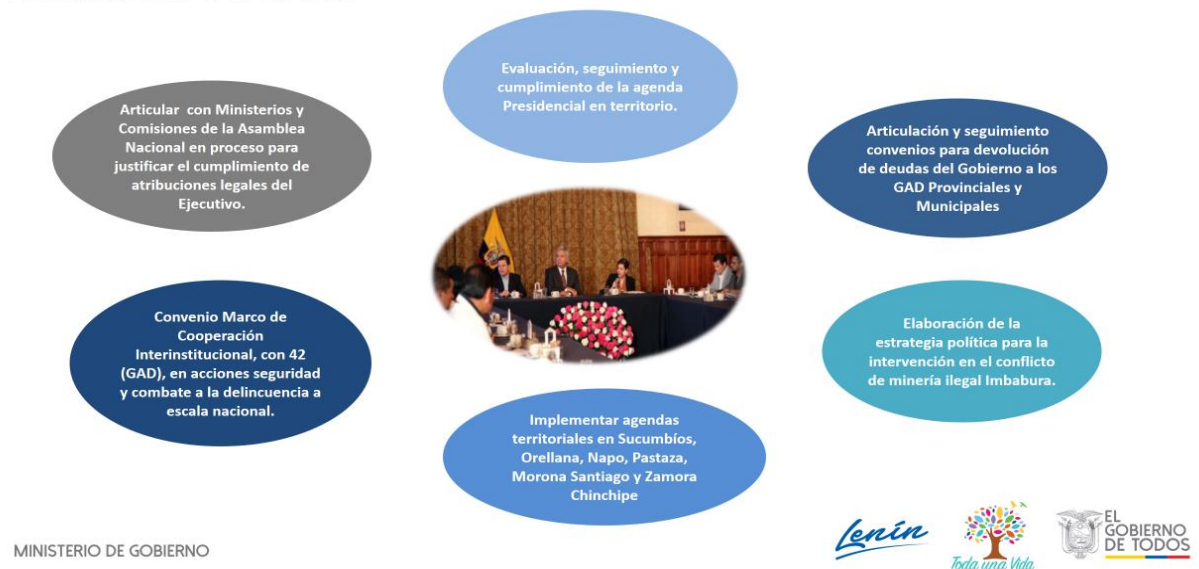 Evaluación, seguimiento y
cumplimiento de la agenda
Presidencial en territorio.
Articular con Ministerios y
Comisiones de la Asamblea
Nacional en proceso para
justificar el cumplimiento de
atribuciones legales del
Ejecutivo.
Articulación y seguimiento
convenios para devolución
de deudas del Gobierno a los
GAD Provinciales y
Municipales
Convenio Marco de
Cooperación
Interinstitucional, con 42
(GAD), en acciones seguridad
y combate a la delincuencia a
escala nacional.
Elaboración de la
estrategia política para la
intervención en el conflicto
de minería ilegal Imbabura.
Implementar agendas
territoriales en Sucumbíos,
Orellana, Napo, Pastaza,
Morona Santiago y Zamora
Chinchipe
MINISTERIO DE GOBIERNO
Lenín
Toda una Vida
EL
GOBIERNO
DE TODOS